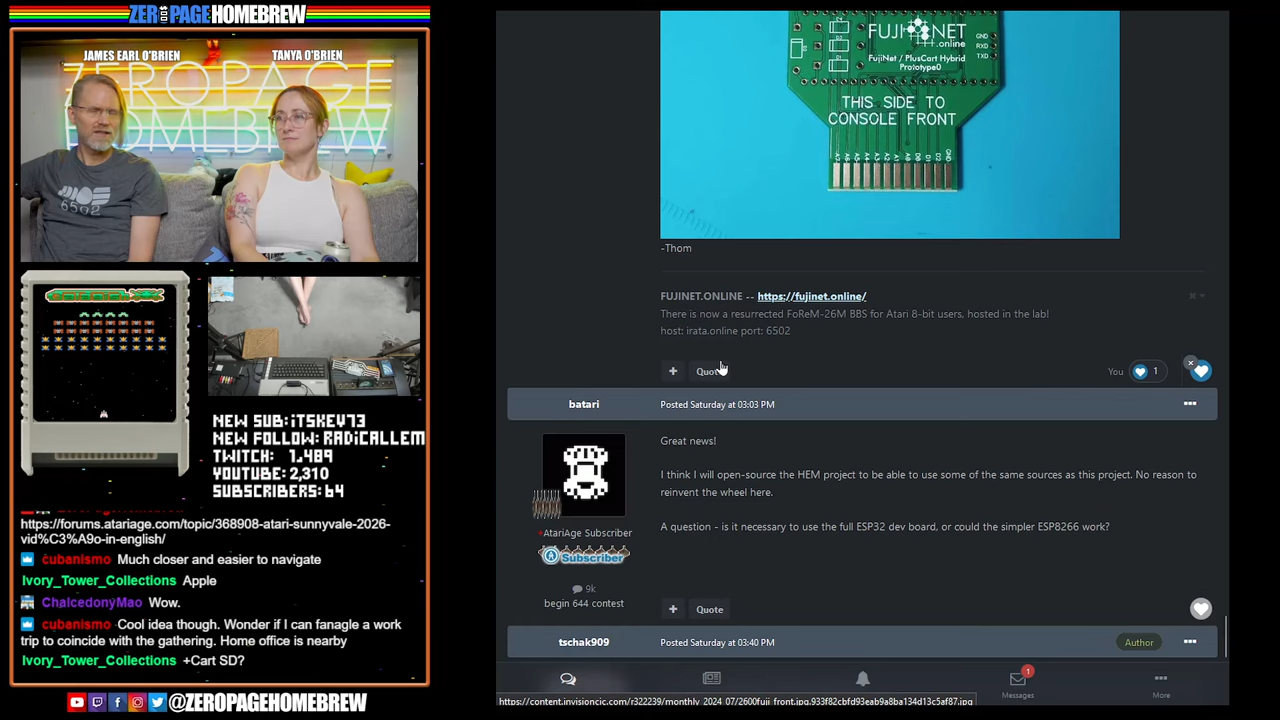 ZEROPAGE HOMEBREW
JAMES EARL O'BRIEN
TANYA O'BRIEN
ZEROPAGE
HOMEBREW
6502
NEW SUB:iTSKEV73
NEW FOLLOW: RADiCALLEM
TWITCH: 1,489
YOUTUBE: 2,310
SUBSCRIBERS: 64
https://forums.atariage.com/topic/368908-atari-sunnyvale-2026-
vid%C3%A9o-in-english/
cubanismo Much closer and easier to navigate
Ivory_Tower_Collections Apple
ChalcedonyMao Wow.
cubanismo Cool idea though. Wonder if I can fanagle a work
trip to coincide with the gathering. Home office is nearby
Ivory_Tower_Collections +Cart SD?
@ZEROPAGEHOMEBREW
FUJINET
.online
FujiNet / PlusCart Hybrid
Prototype0
GND
RXD
TXD
THIS SIDE TO
CONSOLE FRONT
-Thom
FUJINET.ONLINE -- https://fujinet.online/
There is now a resurrected FoReM-26M BBS for Atari 8-bit users, hosted in the lab!
host: irata.online port: 6502
+ Quote
You 1
batari
Posted Saturday at 03:03 PM
Great news!
I think I will open-source the HEM project to be able to use some of the same sources as this project. No reason to
reinvent the wheel here.
A question - is it necessary to use the full ESP32 dev board, or could the simpler ESP8266 work?
AtariAge Subscriber
Subscriber
9k
begin 644 contest
+ Quote
tschak909
Posted Saturday at 03:40 PM
Author
1
Messages
More
https://content.invisioncic.com/r322239/monthly_2024_07/2600fuji_front.jpg.933f82cbfd93eab9a8ba134d13c5af87.jpg